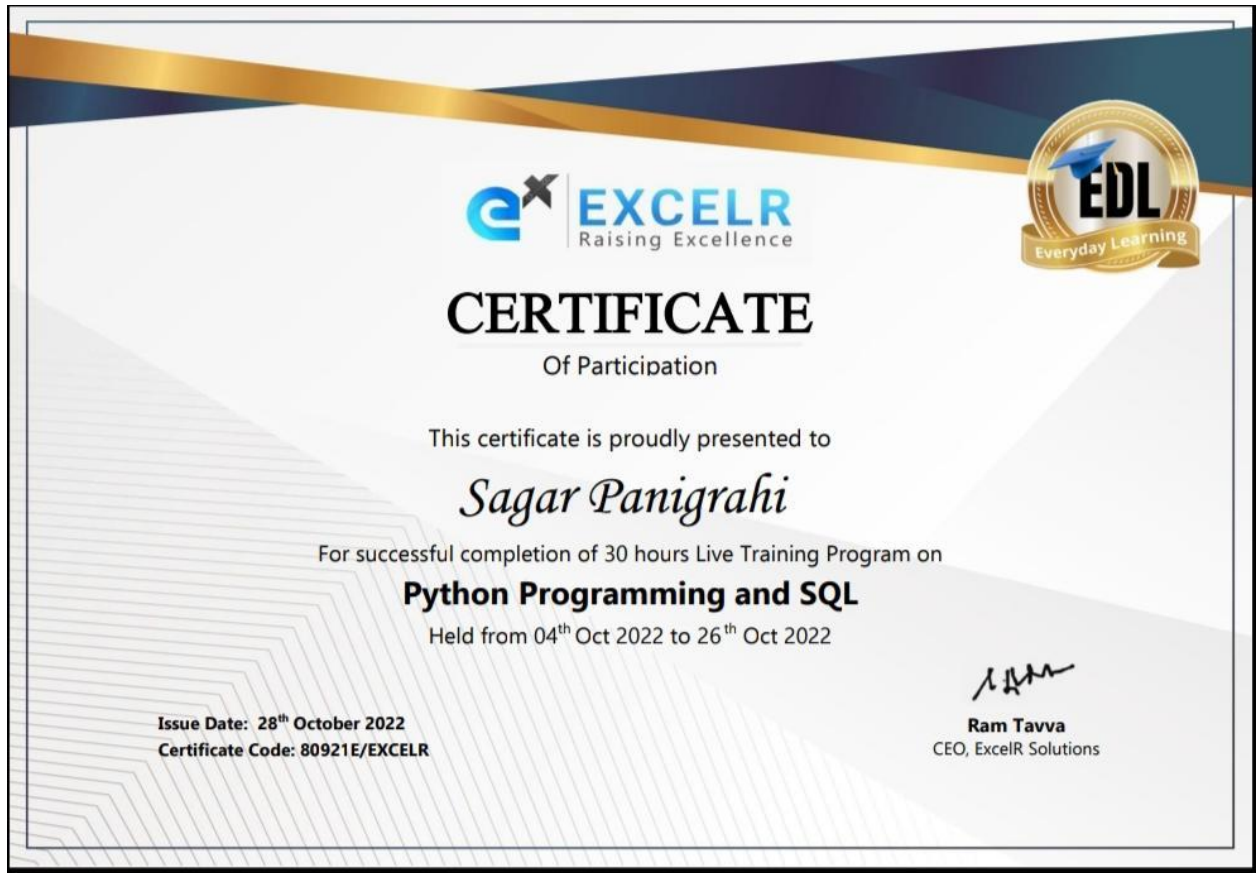 ex EXCELR
Raising Excellence
EDL
Everyday Learning
CERTIFICATE
Of Participation
This certificate is proudly presented to
Sagar Panigrahi
For successful completion of 30 hours Live Training Program on
Python Programming and SQL
Held from 04th Oct 2022 to 26th Oct 2022
Issue Date: 28th October 2022
Certificate Code: 80921E/EXCELR
Ram Tavva
CEO, ExcelR Solutions